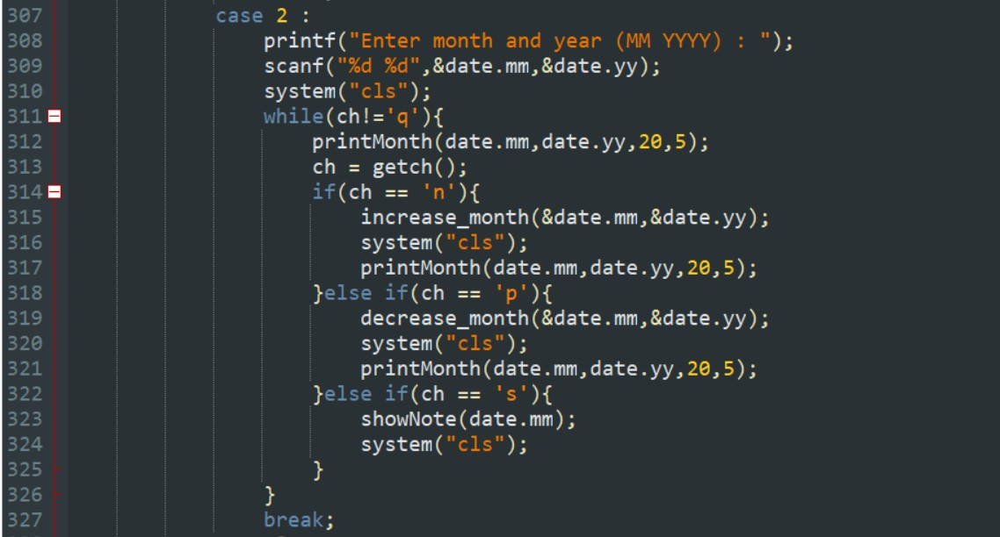 307 case 2 :
308 printf("Enter month and year (MM YYYY) : ");
309 scanf("%d %d",&date.mm,&date.yy);
310 system("cls");
311 while(ch!='q'){
312 printMonth(date.mm,date.yy,20,5);
313 ch = getch();
314 if(ch == 'n'){
315 increase_month(&date.mm,&date.yy);
316 system("cls");
317 printMonth(date.mm,date.yy,20,5);
318 }else if(ch == 'p'){
319 decrease_month(&date.mm,&date.yy);
320 system("cls");
321 printMonth(date.mm,date.yy,20,5);
322 }else if(ch == 's'){
323 showNote(date.mm);
324 system("cls");
325 }
326 }
327 break;